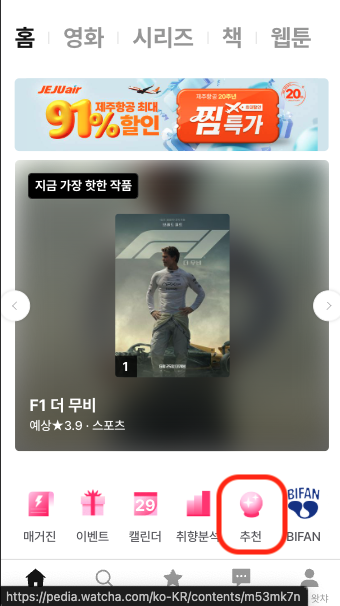 홈 영화 시리즈 책 웹툰
JEJUair
제주항공 최대
91%할인
제주항공 20주년
찜
특가
20
지금 가장 핫한 작품
더 무비
1
F1 더 무비
예상★3.9 · 스포츠
29
BIFAN
매거진 이벤트 캘린더 취향분석 추천 BIFAN
https://pedia.watcha.com/ko-KR/contents/m53mk7n
왓챠